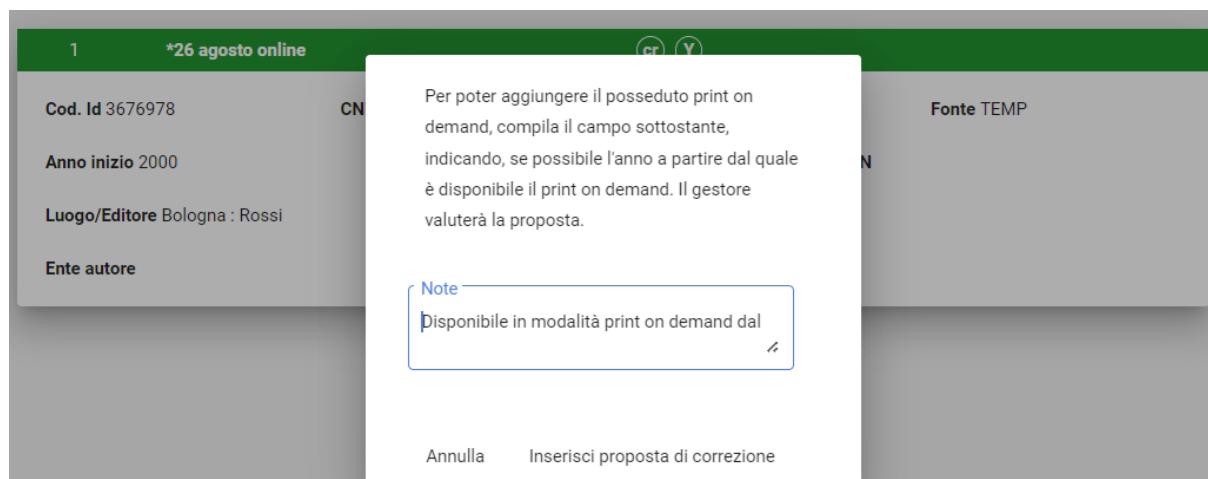 1 *26 agosto online cr Y
Per poter aggiungere il posseduto print on
demand, compila il campo sottostante,
indicando, se possibile l'anno a partire dal quale
è disponibile il print on demand. Il gestore
valuterà la proposta.
Cod. Id 3676978 CN Fonte TEMP
Anno inizio 2000 N
Luogo/Editore Bologna : Rossi
Ente autore
Note
Disponibile in modalità print on demand dal
Annulla Inserisci proposta di correzione